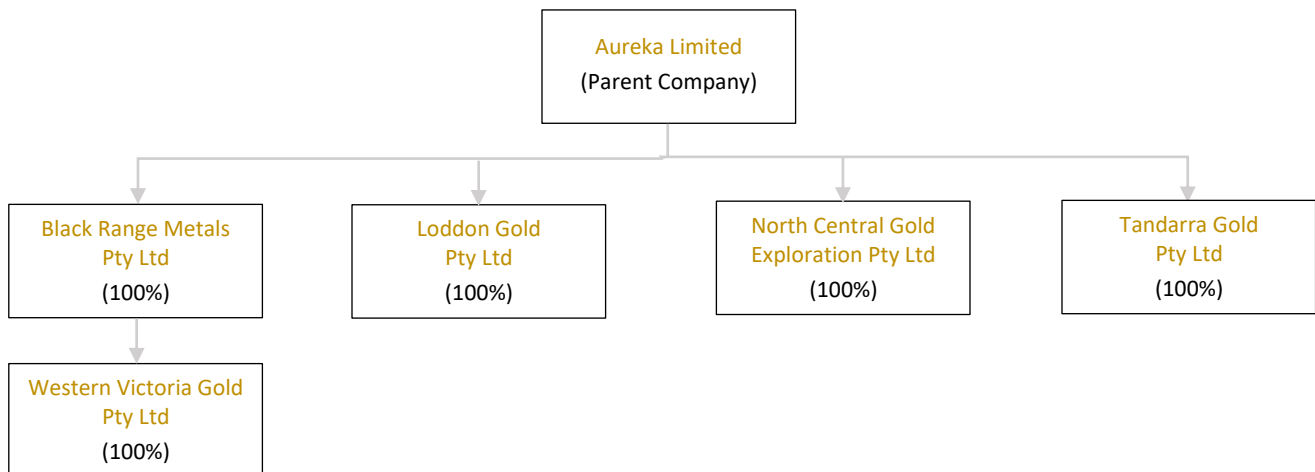 Aureka Limited
(Parent Company)
Black Range Metals
Pty Ltd
(100%)
Loddon Gold
Pty Ltd
(100%)
North Central Gold
Exploration Pty Ltd
(100%)
Tandarra Gold
Pty Ltd
(100%)
Western Victoria Gold
Pty Ltd
(100%)